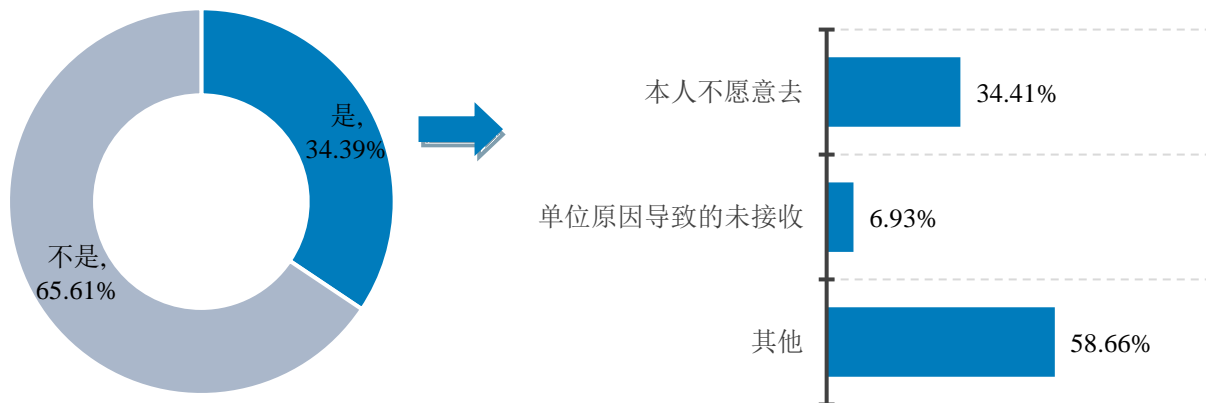 是,
34.39%
不是,
65.61%
本人不愿意去
34.41%
单位原因导致的未接收
6.93%
其他
58.66%